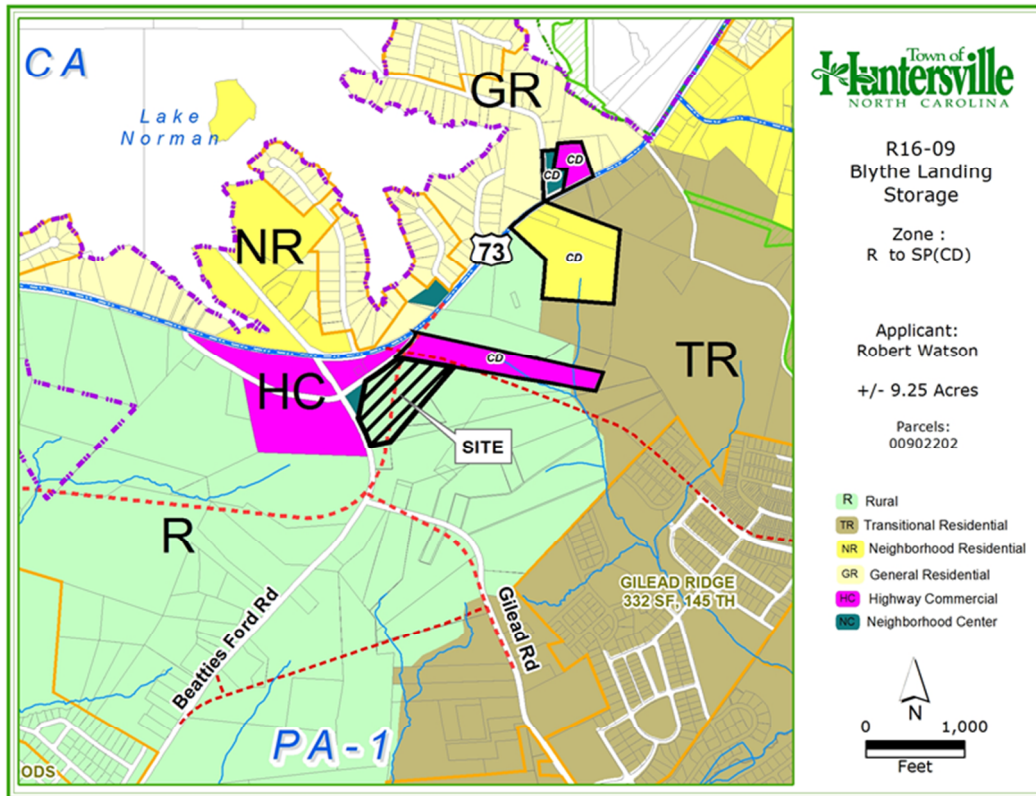 CA
Lake
Norman
GR
CD
CD
NR
73
CD
CD
TR
HC
SITE
R
GILEAD RIDGE
332 SF, 145 TH
Gilead Rd
Beatties Ford Rd
PA-1
ODS
Town of
Huntersville
NORTH CAROLINA
R16-09
Blythe Landing
Storage
Zone :
R to SP(CD)
Applicant:
Robert Watson
+/- 9.25 Acres
Parcels:
00902202
R Rural
TR Transitional Residential
NR Neighborhood Residential
GR General Residential
HC Highway Commercial
NC Neighborhood Center
N
0 1,000
Feet